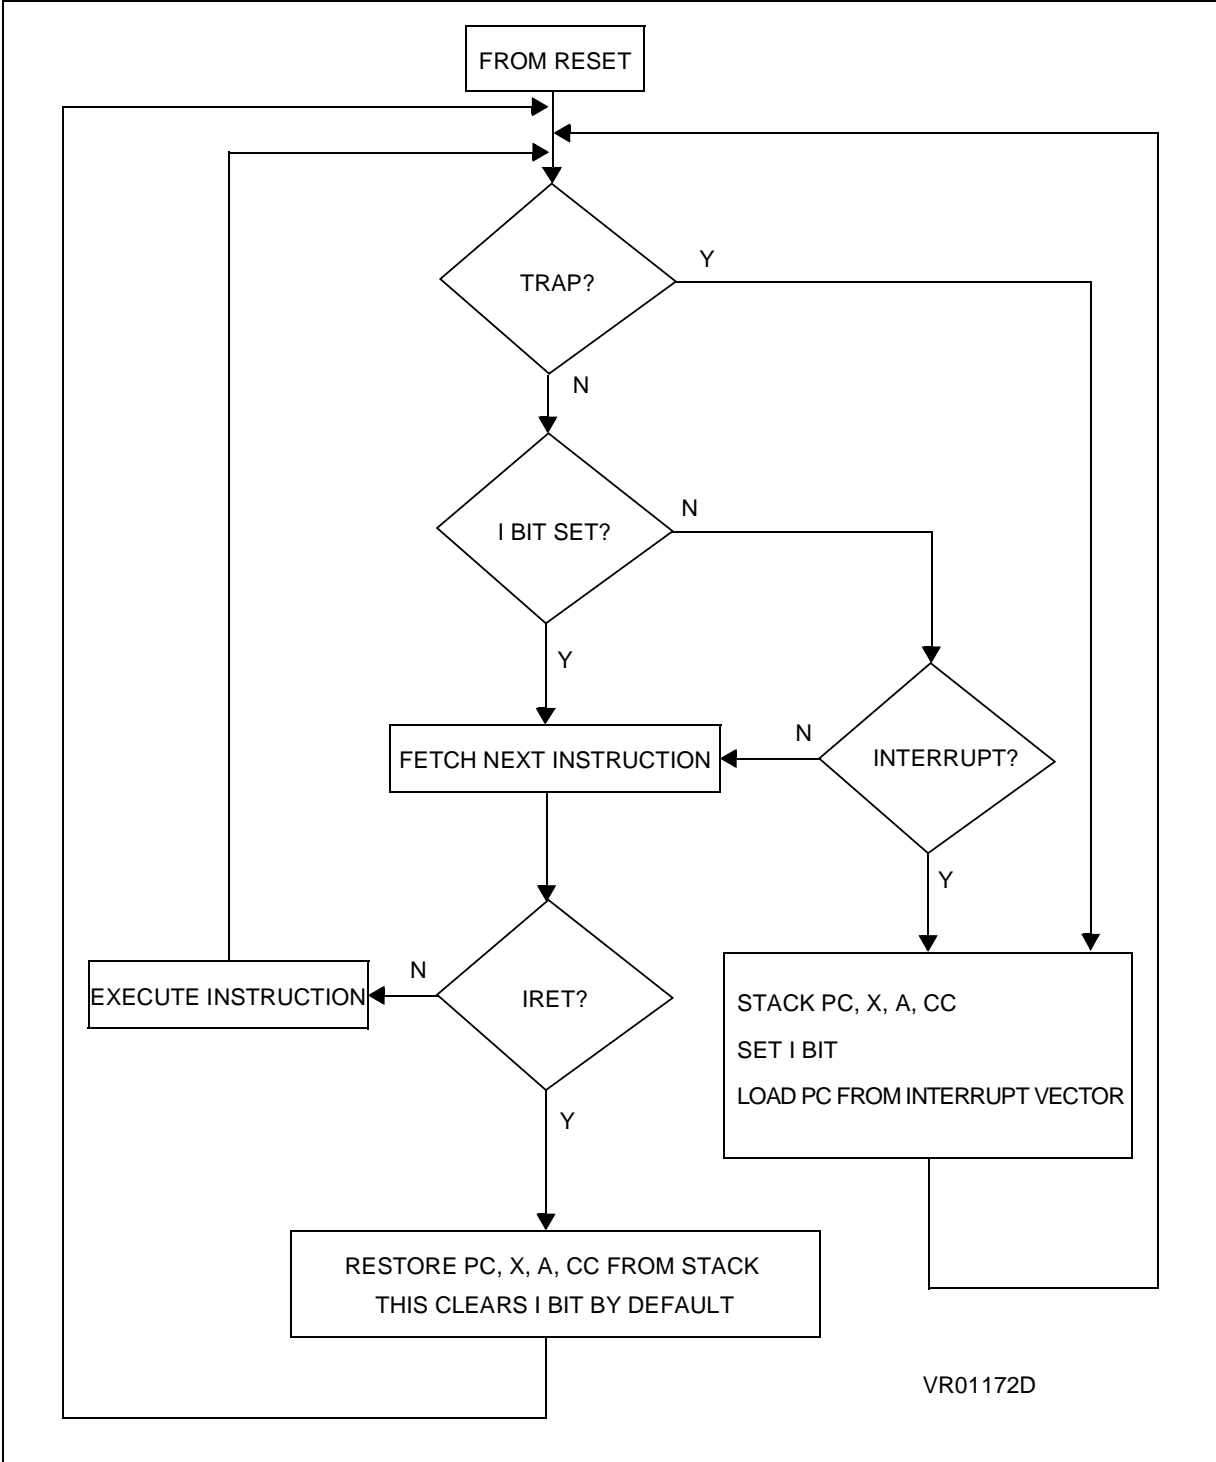 FROM RESET
Y
TRAP?
N
N
I BIT SET?
Y
N
FETCH NEXT INSTRUCTION
INTERRUPT?
Y
N
EXECUTE INSTRUCTION
IRET?
STACK PC, X, A, CC
SET I BIT
LOAD PC FROM INTERRUPT VECTOR
Y
RESTORE PC, X, A, CC FROM STACK
THIS CLEARS I BIT BY DEFAULT
VR01172D